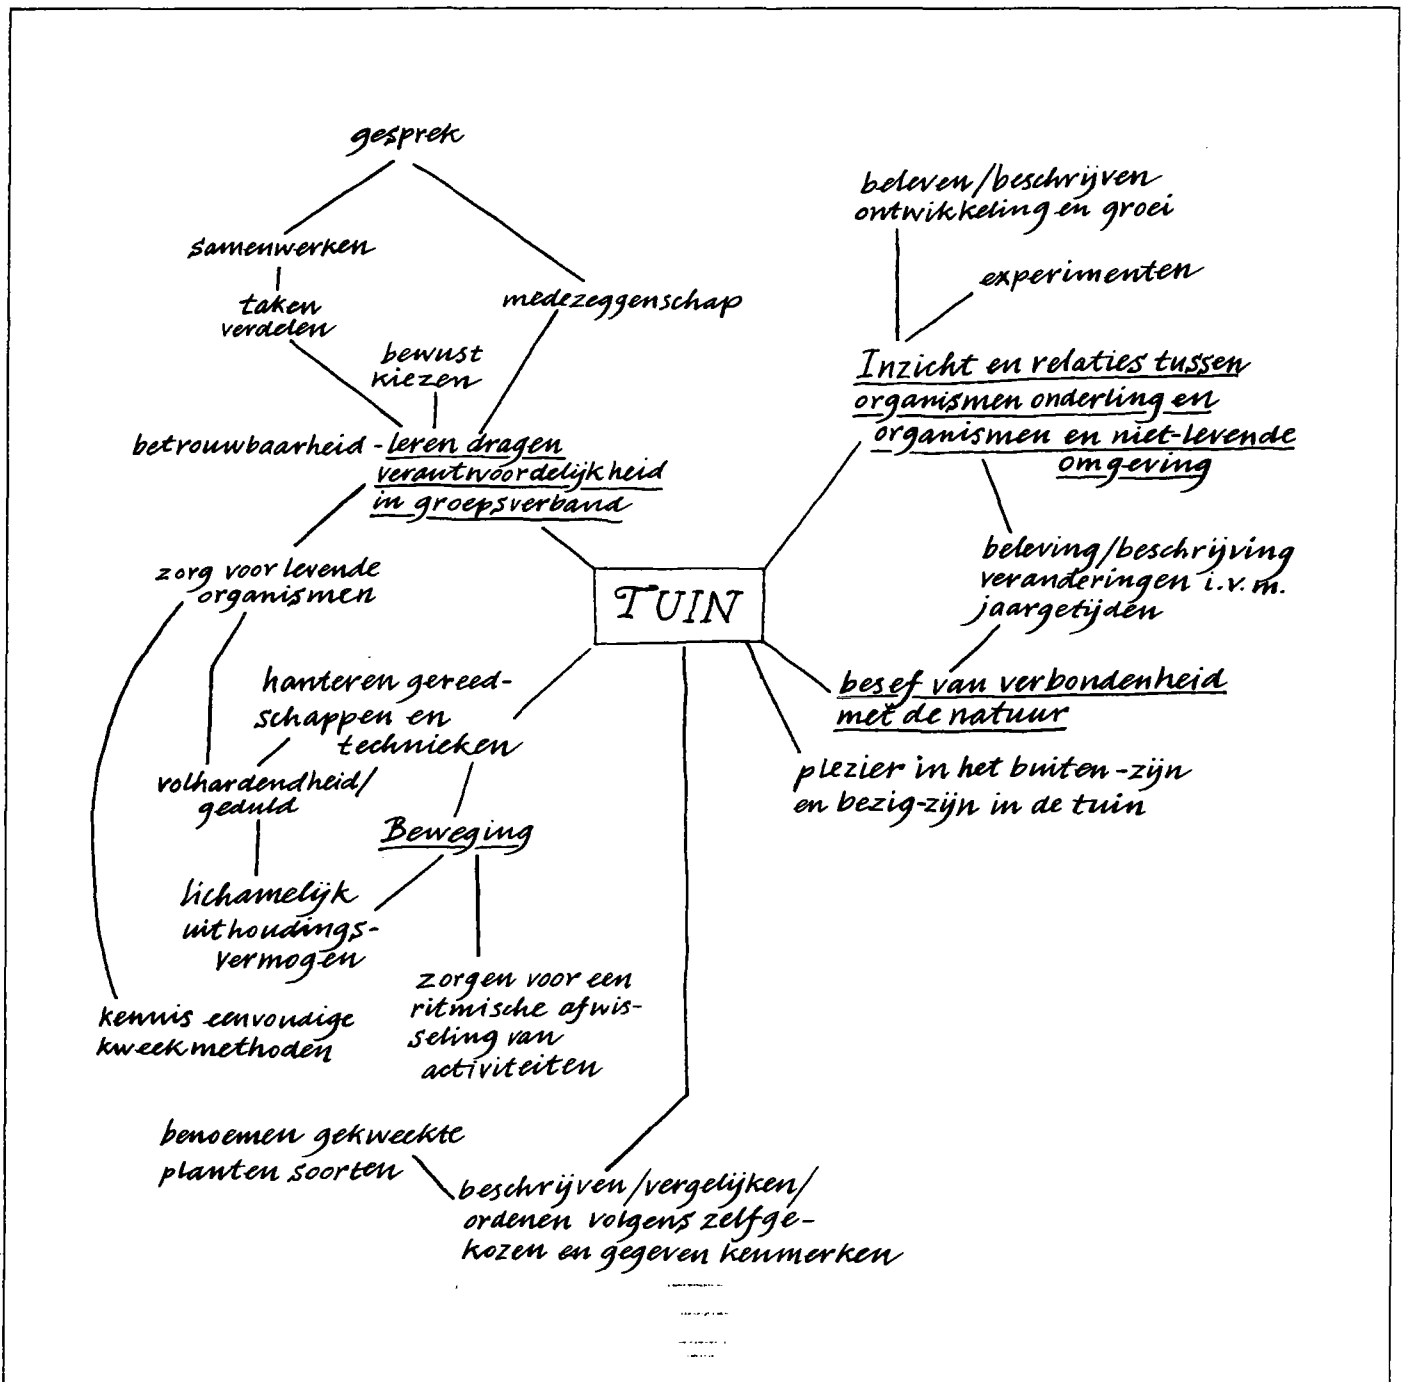 gesprek
samenwerken
taken
verdelen
medezeggenschap
bewust
kiezen
betrouwbaarheid - leren dragen
verantwoordelijkheid
in groepsverband
zorg voor levende
organismen
beleven/beschrijven
ontwikkeling en groei
experimenten
Inzicht en relaties tussen
organismen onderling en
organismen en niet-levende
omgeving
beleving/beschrijving
veranderingen i.v.m.
jaargetijden
TUIN
besef van verbondenheid
met de natuur
plezier in het buiten-zijn
en bezig-zijn in de tuin
hanteren gereed-
schappen en
technieken
volhardendheid/
geduld
Beweging
lichamelijk
uithoudings-
vermogen
zorgen voor een
ritmische afwis-
seling van
activiteiten
kennis eenvoudige
kweekmethoden
benoemen gekweekte
planten soorten
beschrijven/vergelijken/
ordenen volgens zelfge-
kozen en gegeven kenmerken